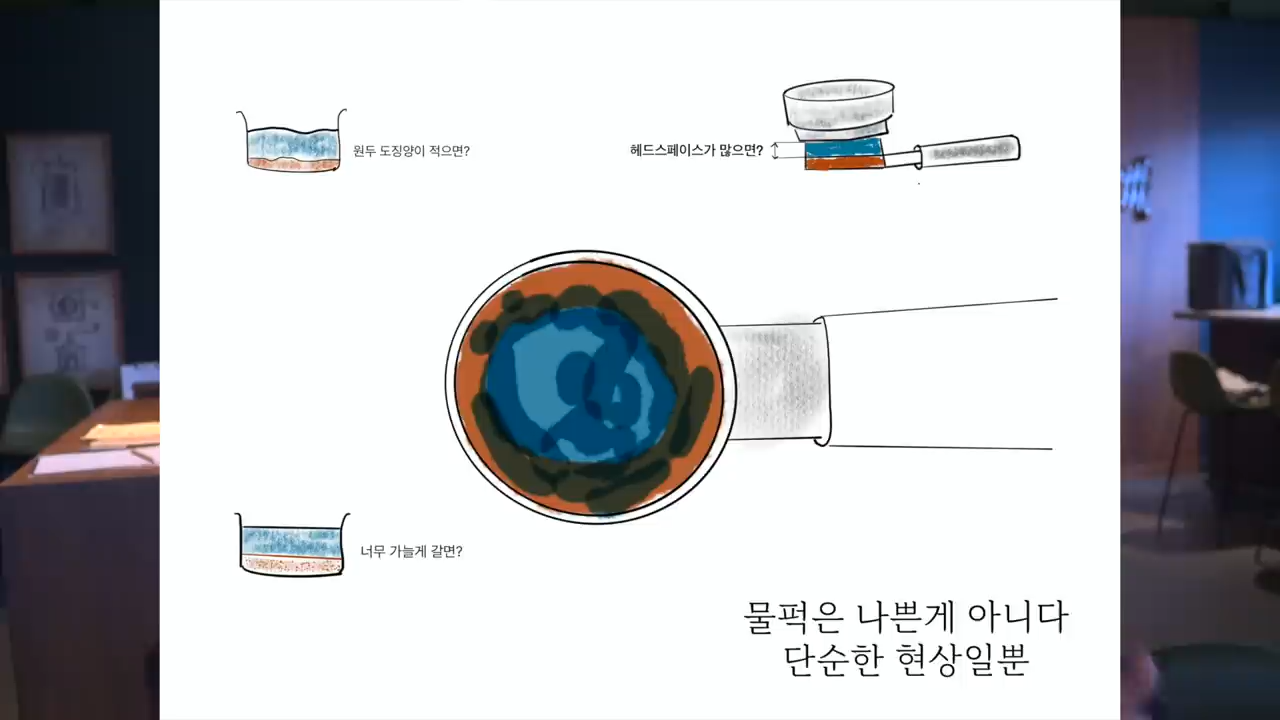 원두 도징양이 적으면?
헤드스페이스가 많으면?
너무 가늘게 갈면?
물퍽은 나쁜게 아니다
단순한 현상일뿐